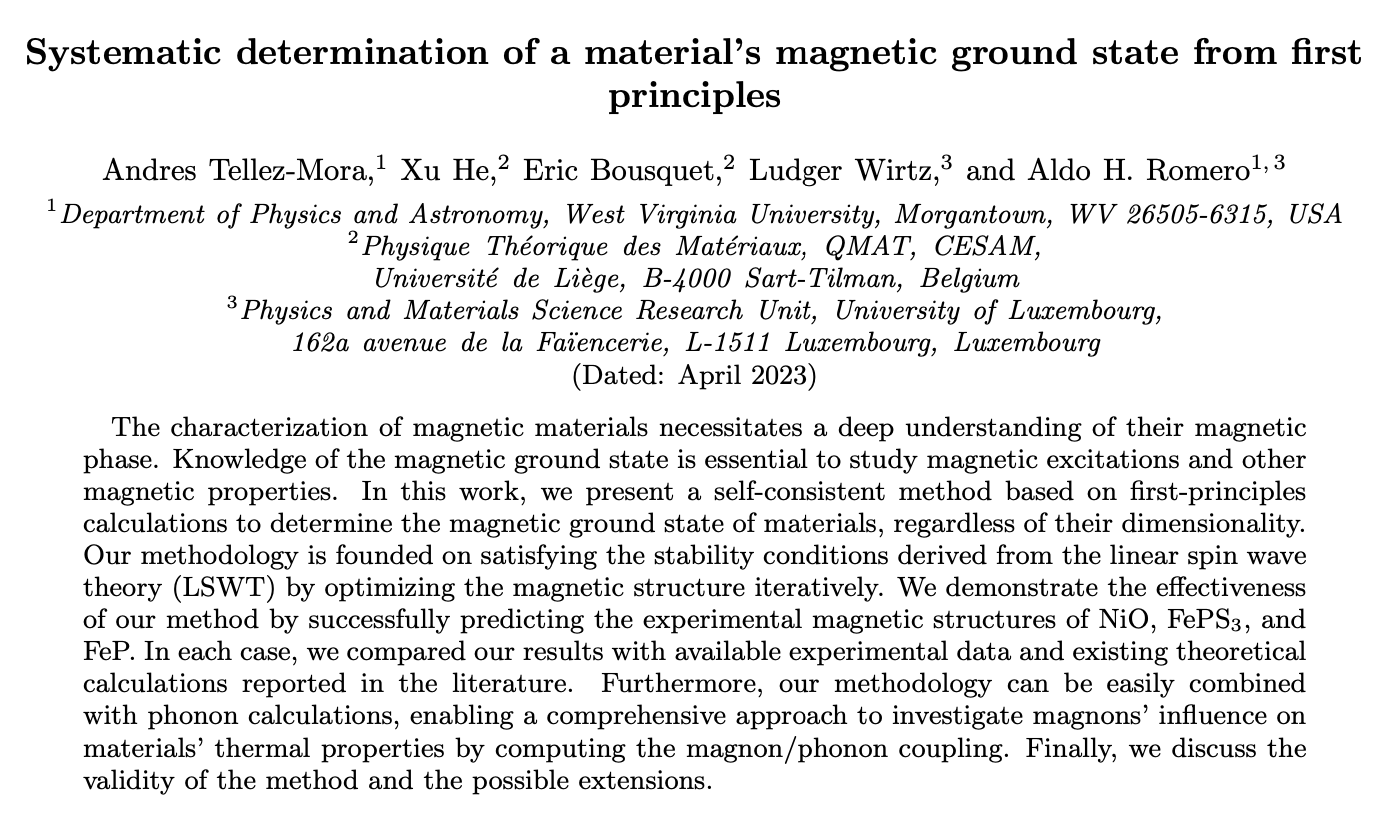 Systematic determination of a material's magnetic ground state from first
principles
Andres Tellez-Mora,¹ Xu He,² Eric Bousquet,² Ludger Wirtz,³ and Aldo H. Romero¹,³
¹Department of Physics and Astronomy, West Virginia University, Morgantown, WV 26505-6315, USA
²Physique Théorique des Matériaux, QMAT, CESAM,
Université de Liège, B-4000 Sart-Tilman, Belgium
³Physics and Materials Science Research Unit, University of Luxembourg,
162a avenue de la Faïencerie, L-1511 Luxembourg, Luxembourg
(Dated: April 2023)
The characterization of magnetic materials necessitates a deep understanding of their magnetic
phase. Knowledge of the magnetic ground state is essential to study magnetic excitations and other
magnetic properties. In this work, we present a self-consistent method based on first-principles
calculations to determine the magnetic ground state of materials, regardless of their dimensionality.
Our methodology is founded on satisfying the stability conditions derived from the linear spin wave
theory (LSWT) by optimizing the magnetic structure iteratively. We demonstrate the effectiveness
of our method by successfully predicting the experimental magnetic structures of NiO, FePS₃, and
FeP. In each case, we compared our results with available experimental data and existing theoretical
calculations reported in the literature. Furthermore, our methodology can be easily combined
with phonon calculations, enabling a comprehensive approach to investigate magnons' influence on
materials' thermal properties by computing the magnon/phonon coupling. Finally, we discuss the
validity of the method and the possible extensions.